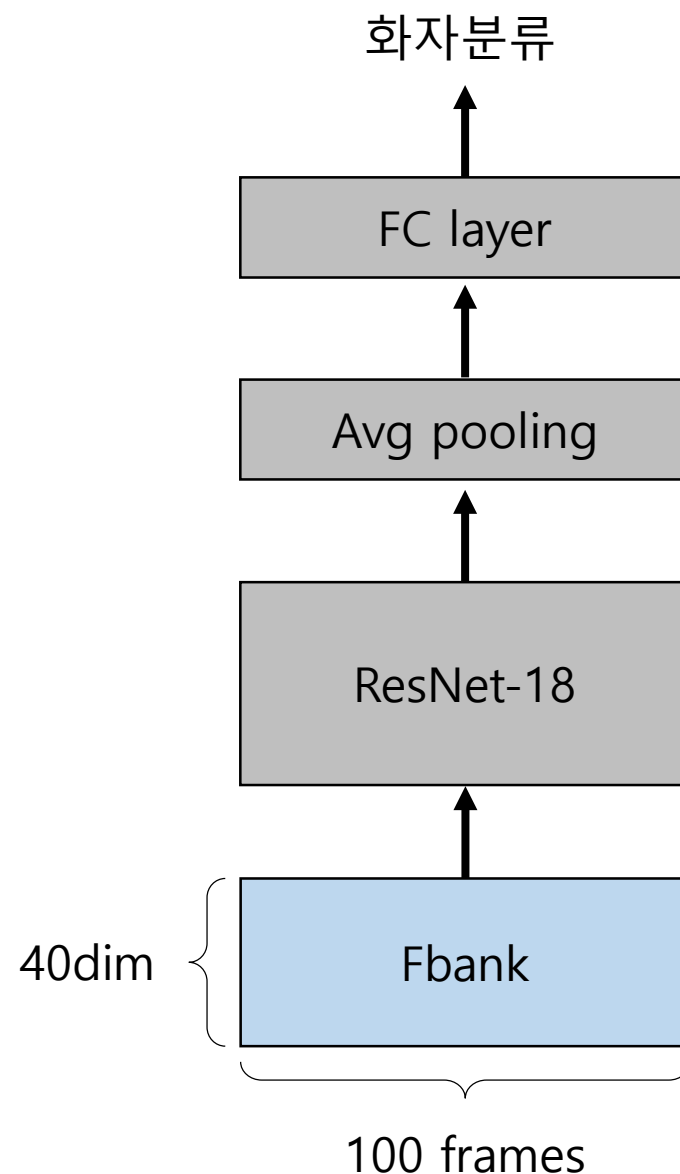 화자분류
FC layer
Avg pooling
ResNet-18
40dim
Fbank
100 frames